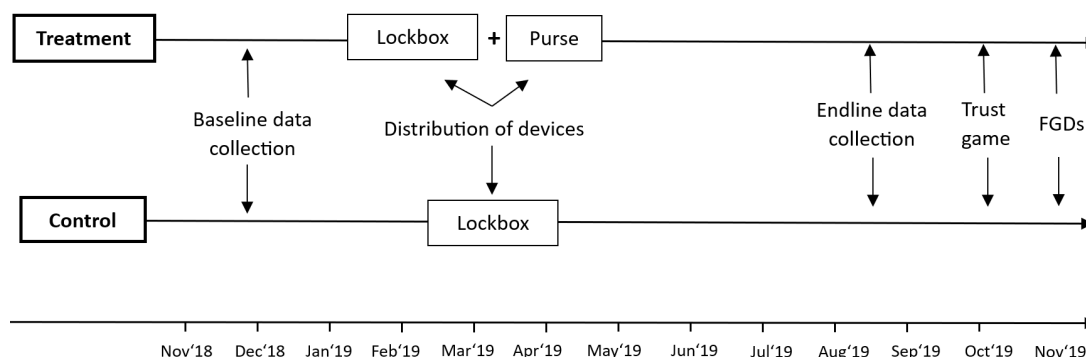 Treatment
Lockbox
+
Purse
Baseline data
collection
Distribution of devices
Endline data
collection
Trust
game
FGDs
Control
Lockbox
Nov‘18
Dec‘18
Jan‘19
Feb‘19
Mar‘19
Apr‘19
May‘19
Jun‘19
Jul‘19
Aug‘19
Sep‘19
Oct‘19
Nov‘19